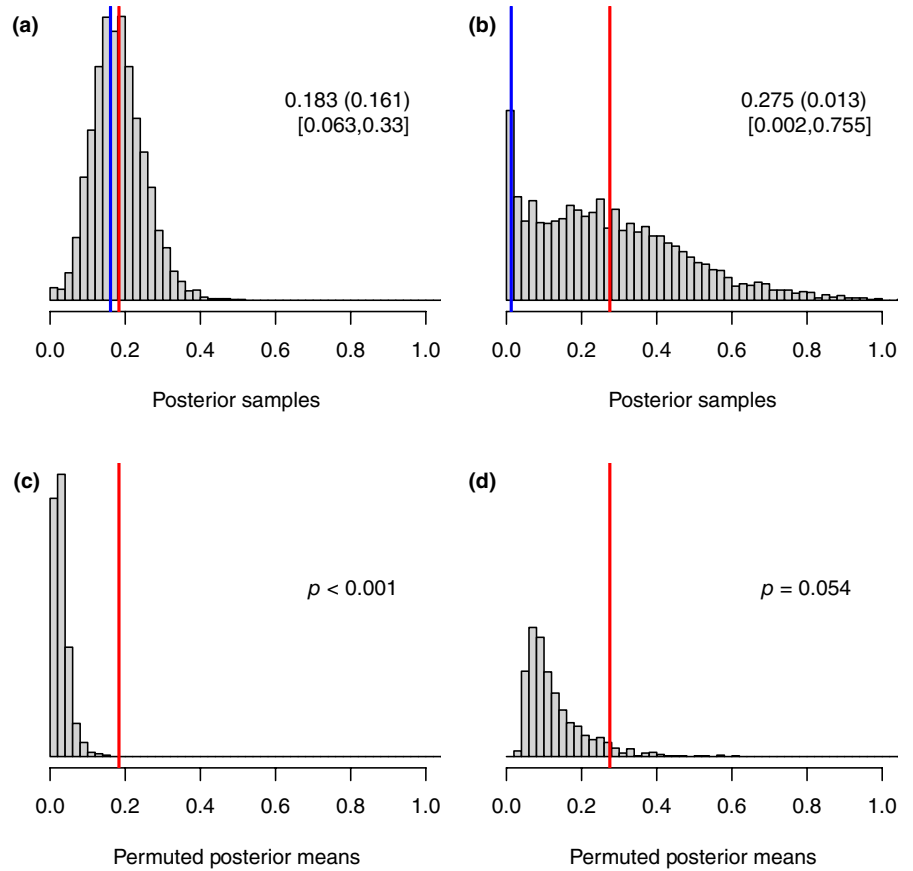 (a)
0.183 (0.161)
[0.063,0.33]
0.0 0.2 0.4 0.6 0.8 1.0
Posterior samples
(b)
0.275 (0.013)
[0.002,0.755]
0.0 0.2 0.4 0.6 0.8 1.0
Posterior samples
(c)
p < 0.001
0.0 0.2 0.4 0.6 0.8 1.0
Permuted posterior means
(d)
p = 0.054
0.0 0.2 0.4 0.6 0.8 1.0
Permuted posterior means